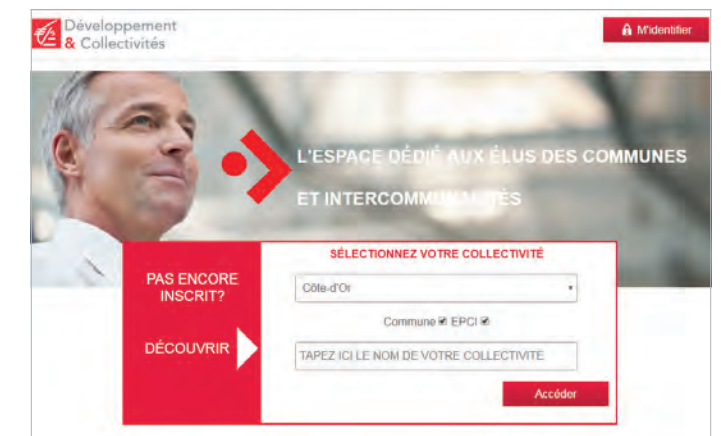 Développement
& Collectivités
M'identifier
L'ESPACE DÉDIÉ AUX ÉLUS DES COMMUNES
ET INTERCOMMUNALITÉS
SÉLECTIONNEZ VOTRE COLLECTIVITÉ
PAS ENCORE
INSCRIT?
Côte-d'Or
Commune EPCI
DÉCOUVRIR
TAPEZ ICI LE NOM DE VOTRE COLLECTIVITÉ
Accéder